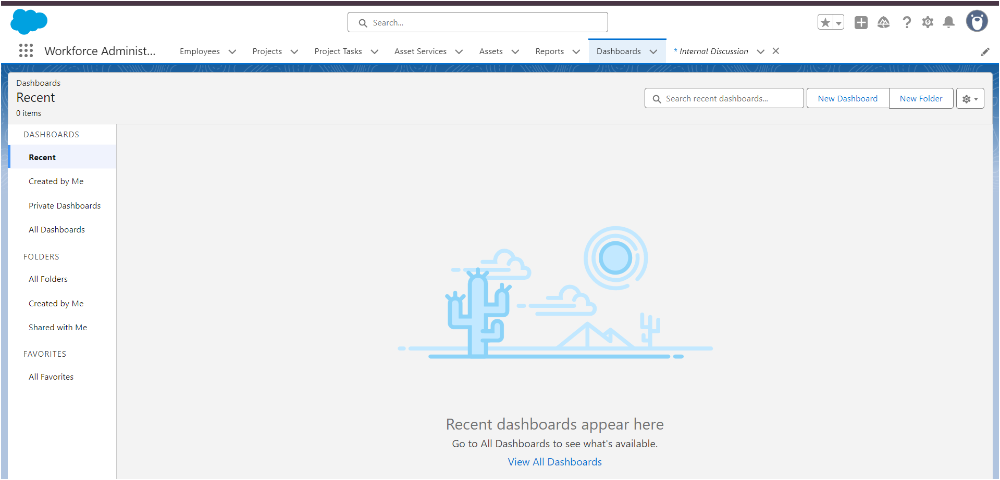 Search...
Workforce Administ...
Employees
Projects
Project Tasks
Asset Services
Assets
Reports
Dashboards
* Internal Discussion
Dashboards
Recent
0 items
Search recent dashboards...
New Dashboard
New Folder
DASHBOARDS
Recent
Created by Me
Private Dashboards
All Dashboards
FOLDERS
All Folders
Created by Me
Shared with Me
FAVORITES
All Favorites
Recent dashboards appear here
Go to All Dashboards to see what's available.
View All Dashboards